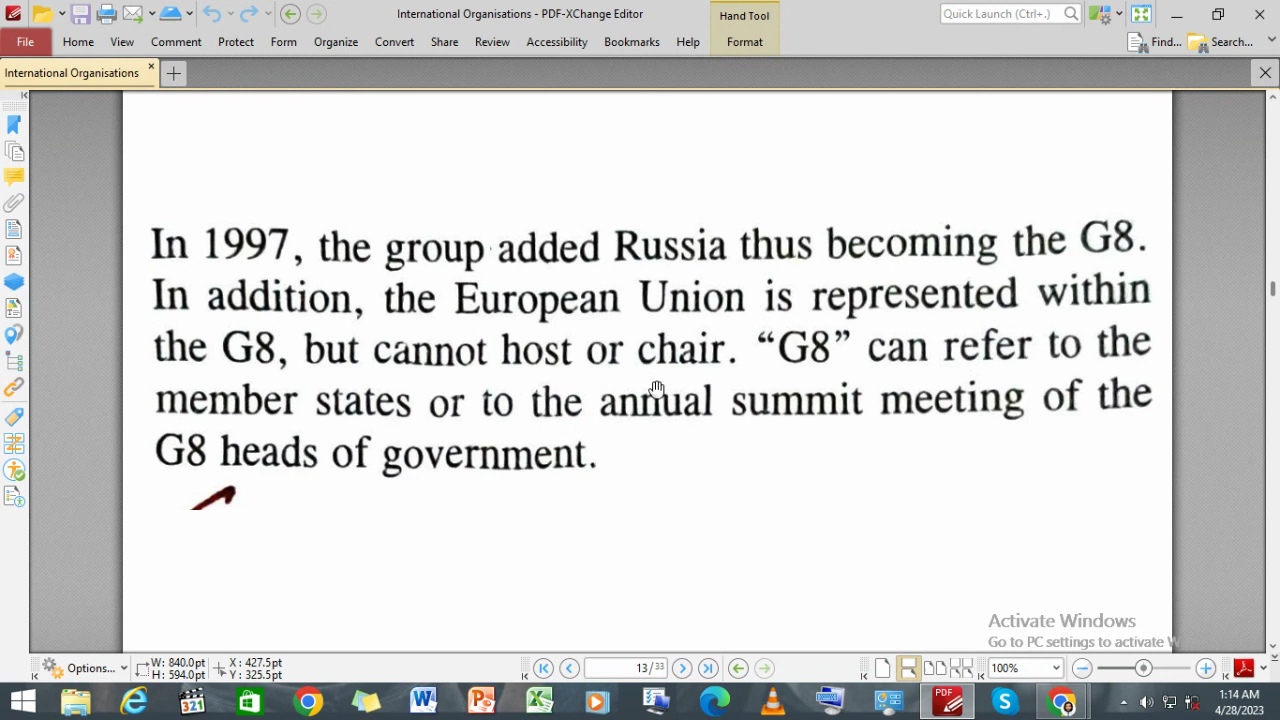 International Organisations - PDF-XChange Editor
Hand Tool
Quick Launch (Ctrl+.)
File Home View Comment Protect Form Organize Convert Share Review Accessibility Bookmarks Help Format
Find... Search...
International Organisations
In 1997, the group added Russia thus becoming the G8.
In addition, the European Union is represented within
the G8, but cannot host or chair. “G8” can refer to the
member states or to the annual summit meeting of the
G8 heads of government.
Activate Windows
Go to PC settings to activate W
Options...
W: 840.0pt
H: 594.0pt
X: 427.5pt
Y: 325.5pt
13 / 33
100%
321
PDF
1:14 AM
4/28/2023